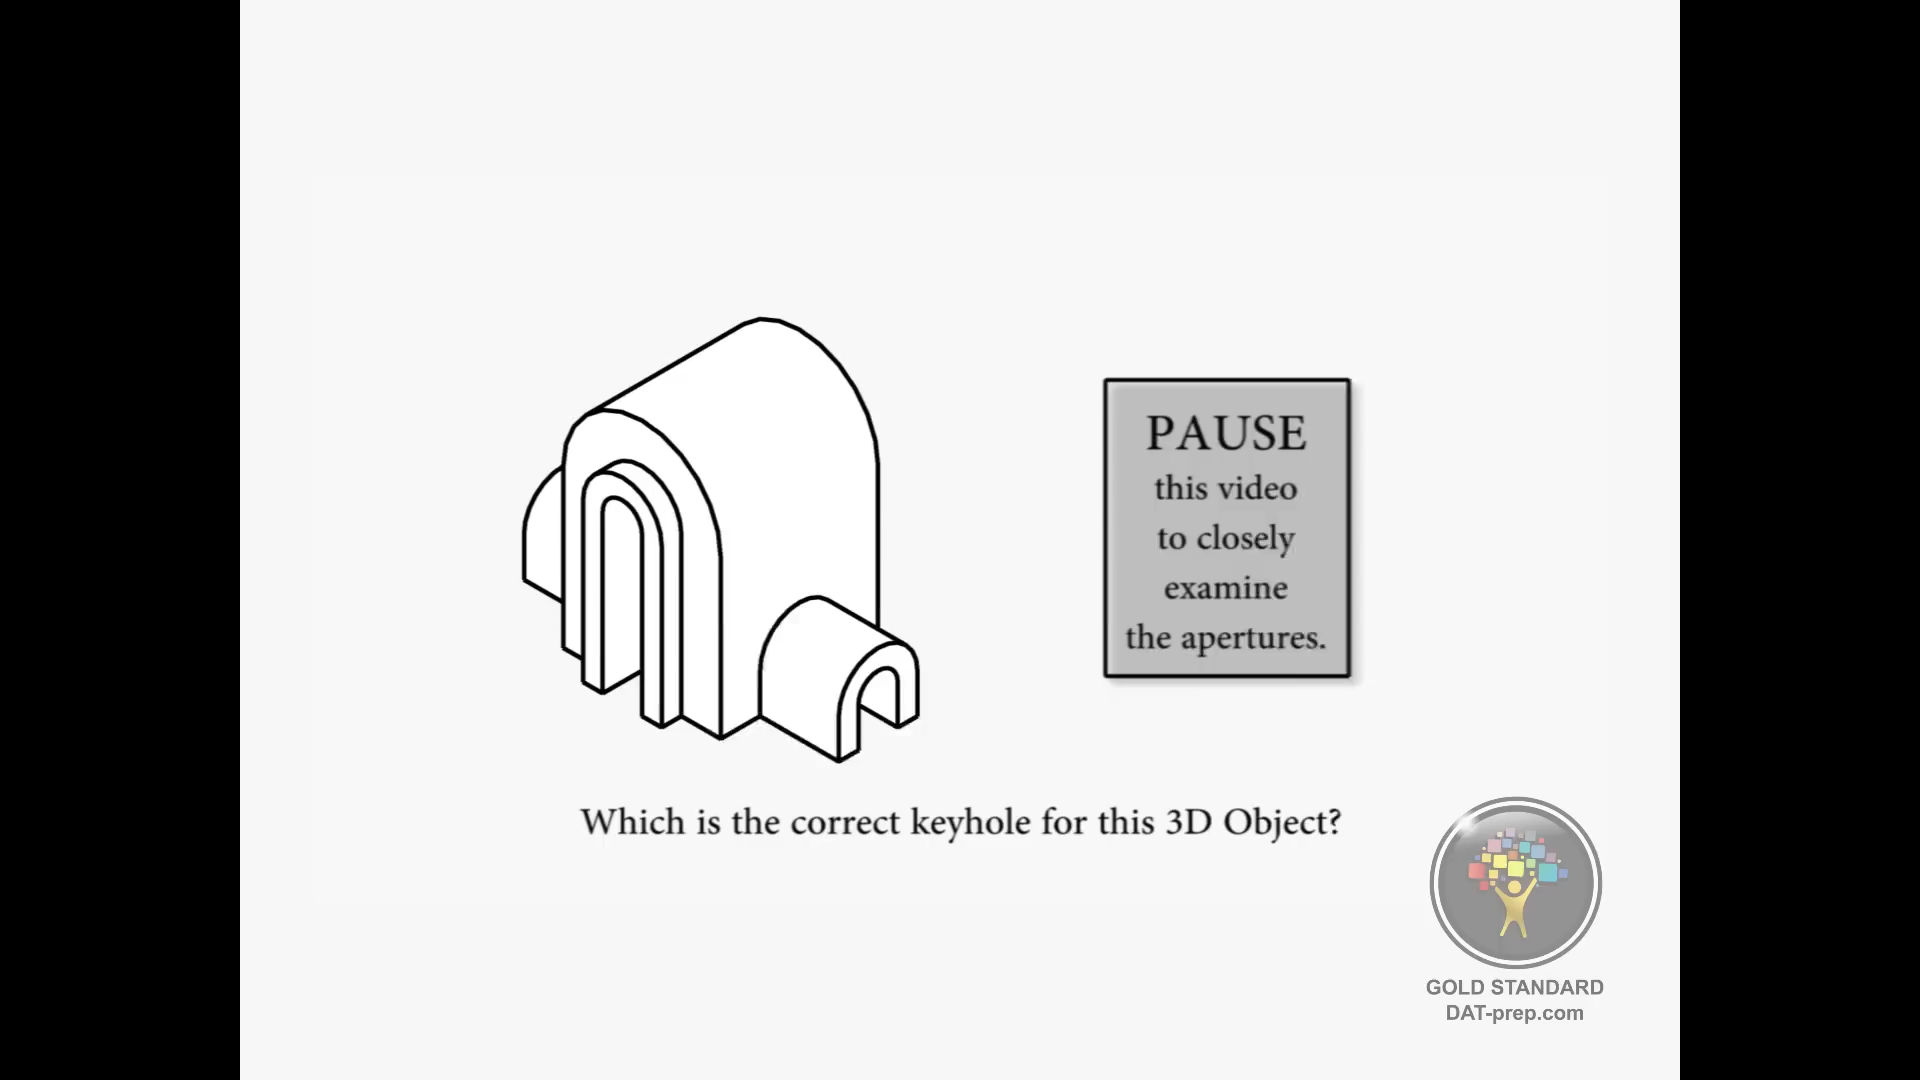 PAUSE
this video
to closely
examine
the apertures.
Which is the correct keyhole for this 3D Object?
GOLD STANDARD
DAT-prep.com